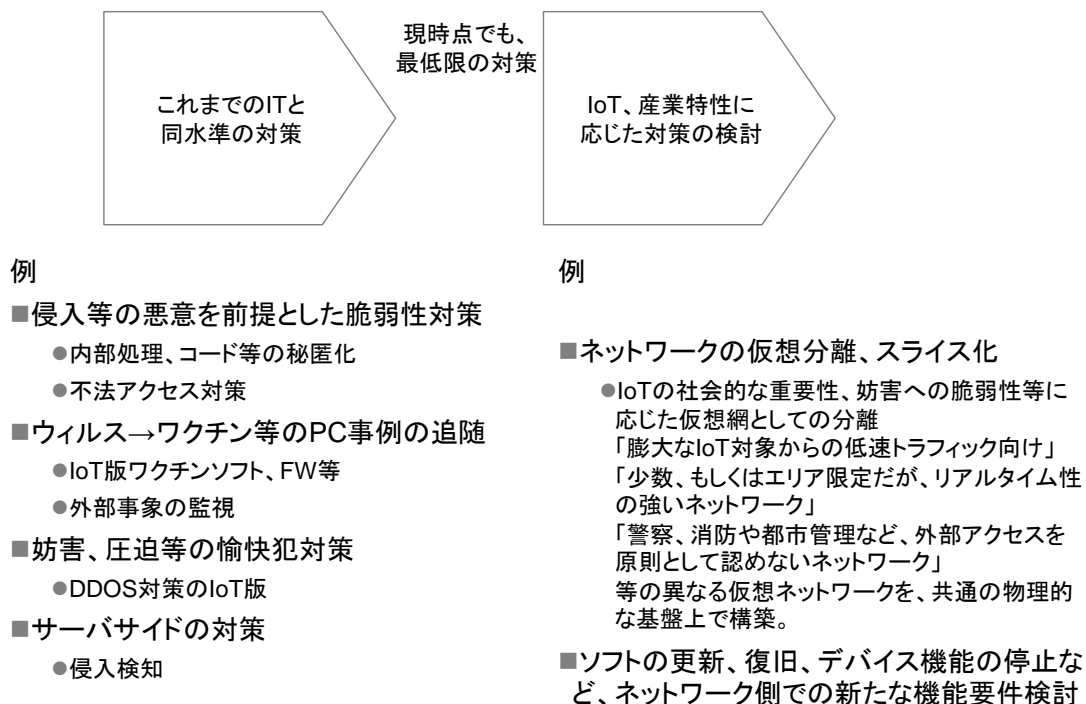 これまでのITと
同水準の対策
現時点でも、
最低限の対策
IoT、産業特性に
応じた対策の検討
例
■侵入等の悪意を前提とした脆弱性対策
●内部処理、コード等の秘匿化
●不法アクセス対策
■ウィルス→ワクチン等のPC事例の追随
●IoT版ワクチンソフト、FW等
●外部事象の監視
■妨害、圧迫等の愉快犯対策
●DDOS対策のIoT版
■サーバサイドの対策
●侵入検知
例
■ネットワークの仮想分離、スライス化
●IoTの社会的な重要性、妨害への脆弱性等に
応じた仮想網としての分離
「膨大なIoT対象からの低速トラフィック向け」
「少数、もしくはエリア限定だが、リアルタイム性
の強いネットワーク」
「警察、消防や都市管理など、外部アクセスを
原則として認めないネットワーク」
等の異なる仮想ネットワークを、共通の物理的
な基盤上で構築。
■ソフトの更新、復旧、デバイス機能の停止な
ど、ネットワーク側での新たな機能要件検討